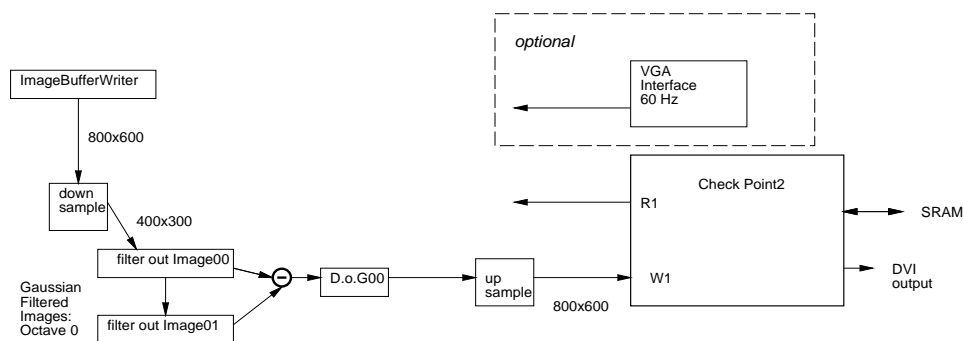 optional
ImageBufferWriter
VGA
Interface
60 Hz
800x600
Check Point2
down
sample
R1
SRAM
400x300
filter out Image00
D.o.G00
up
sample
W1
DVI
output
800x600
Gaussian
Filtered
Images:
Octave 0
filter out Image01